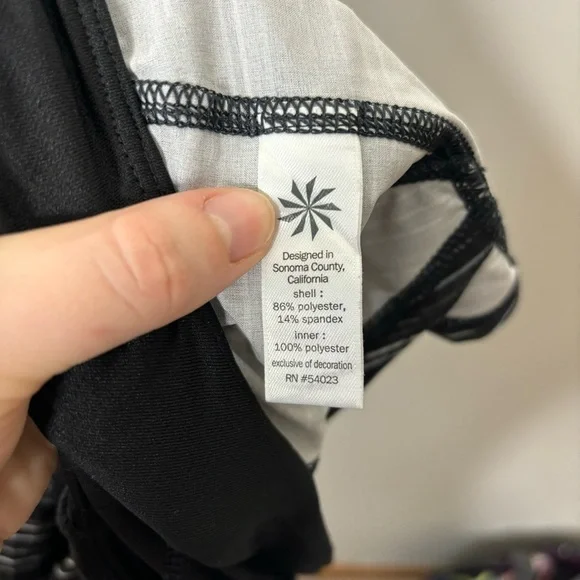 Designed in
Sonoma County,
California
shell :
86% polyester,
14% spandex
inner :
100% polyester
exclusive of decoration
RN #54023